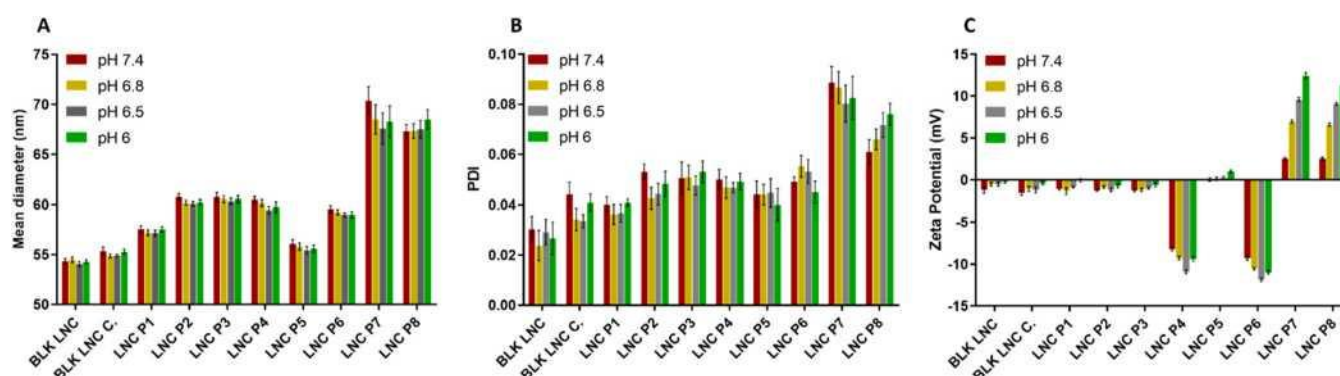 A
Mean diameter (nm)
75
70
65
60
55
50
pH 7.4
pH 6.8
pH 6.5
pH 6
BLK LNC
BLK LNC C.
LNC P1
LNC P2
LNC P3
LNC P4
LNC P5
LNC P6
LNC P7
LNC P8
B
PDI
0.10
0.08
0.06
0.04
0.02
0.00
pH 7.4
pH 6.8
pH 6.5
pH 6
BLK LNC
BLK LNC C.
LNC P1
LNC P2
LNC P3
LNC P4
LNC P5
LNC P6
LNC P7
LNC P8
C
Zeta Potential (mV)
15
10
5
0
-5
-10
-15
pH 7.4
pH 6.8
pH 6.5
pH 6
BLK LNC
BLK LNC C.
LNC P1
LNC P2
LNC P3
LNC P4
LNC P5
LNC P6
LNC P7
LNC P8